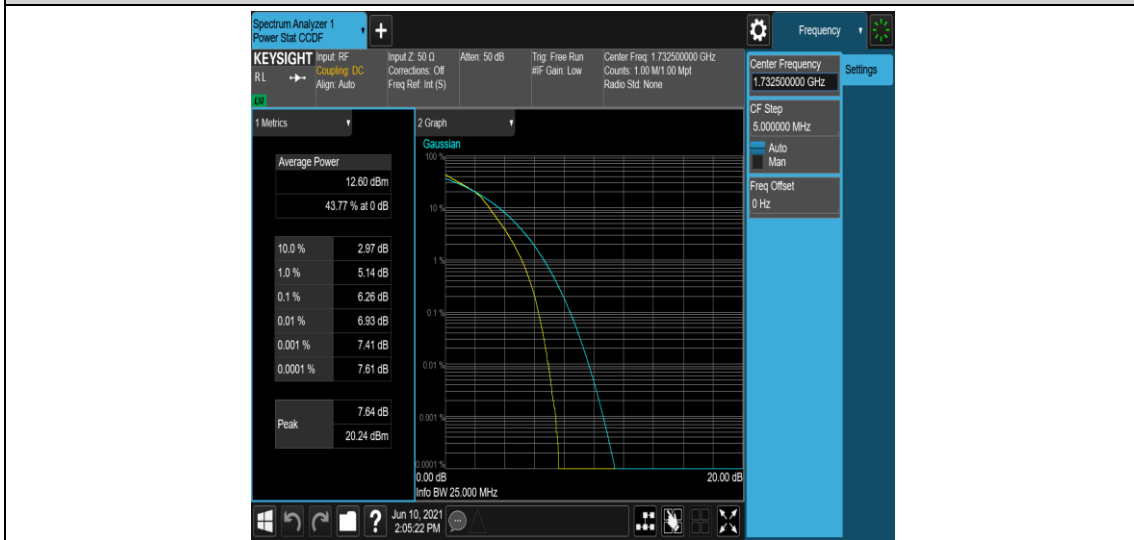 Spectrum Analyzer 1
Power Stat CCDF
+
Frequency
KEYSIGHT
RL
LXI
Input: RF
Coupling: DC
Align: Auto
Input Z: 50 Ω
Corrections: Off
Freq Ref: Int (S)
Atten: 50 dB
Trig: Free Run
#IF Gain: Low
Center Freq: 1.732500000 GHz
Counts: 1.00 M/1.00 Mpt
Radio Std: None
Center Frequency
1.732500000 GHz
Settings
CF Step
5.000000 MHz
Auto
Man
Freq Offset
0 Hz
1 Metrics
Average Power
12.60 dBm
43.77 % at 0 dB
10.0 % 2.97 dB
1.0 % 5.14 dB
0.1 % 6.26 dB
0.01 % 6.93 dB
0.001 % 7.41 dB
0.0001 % 7.61 dB
Peak
7.64 dB
20.24 dBm
2 Graph
Gaussian
100 %
10 %
1 %
0.1 %
0.01 %
0.001 %
0.0001 %
0.00 dB 20.00 dB
Info BW 25.000 MHz
?
Jun 10, 2021
2:05:22 PM